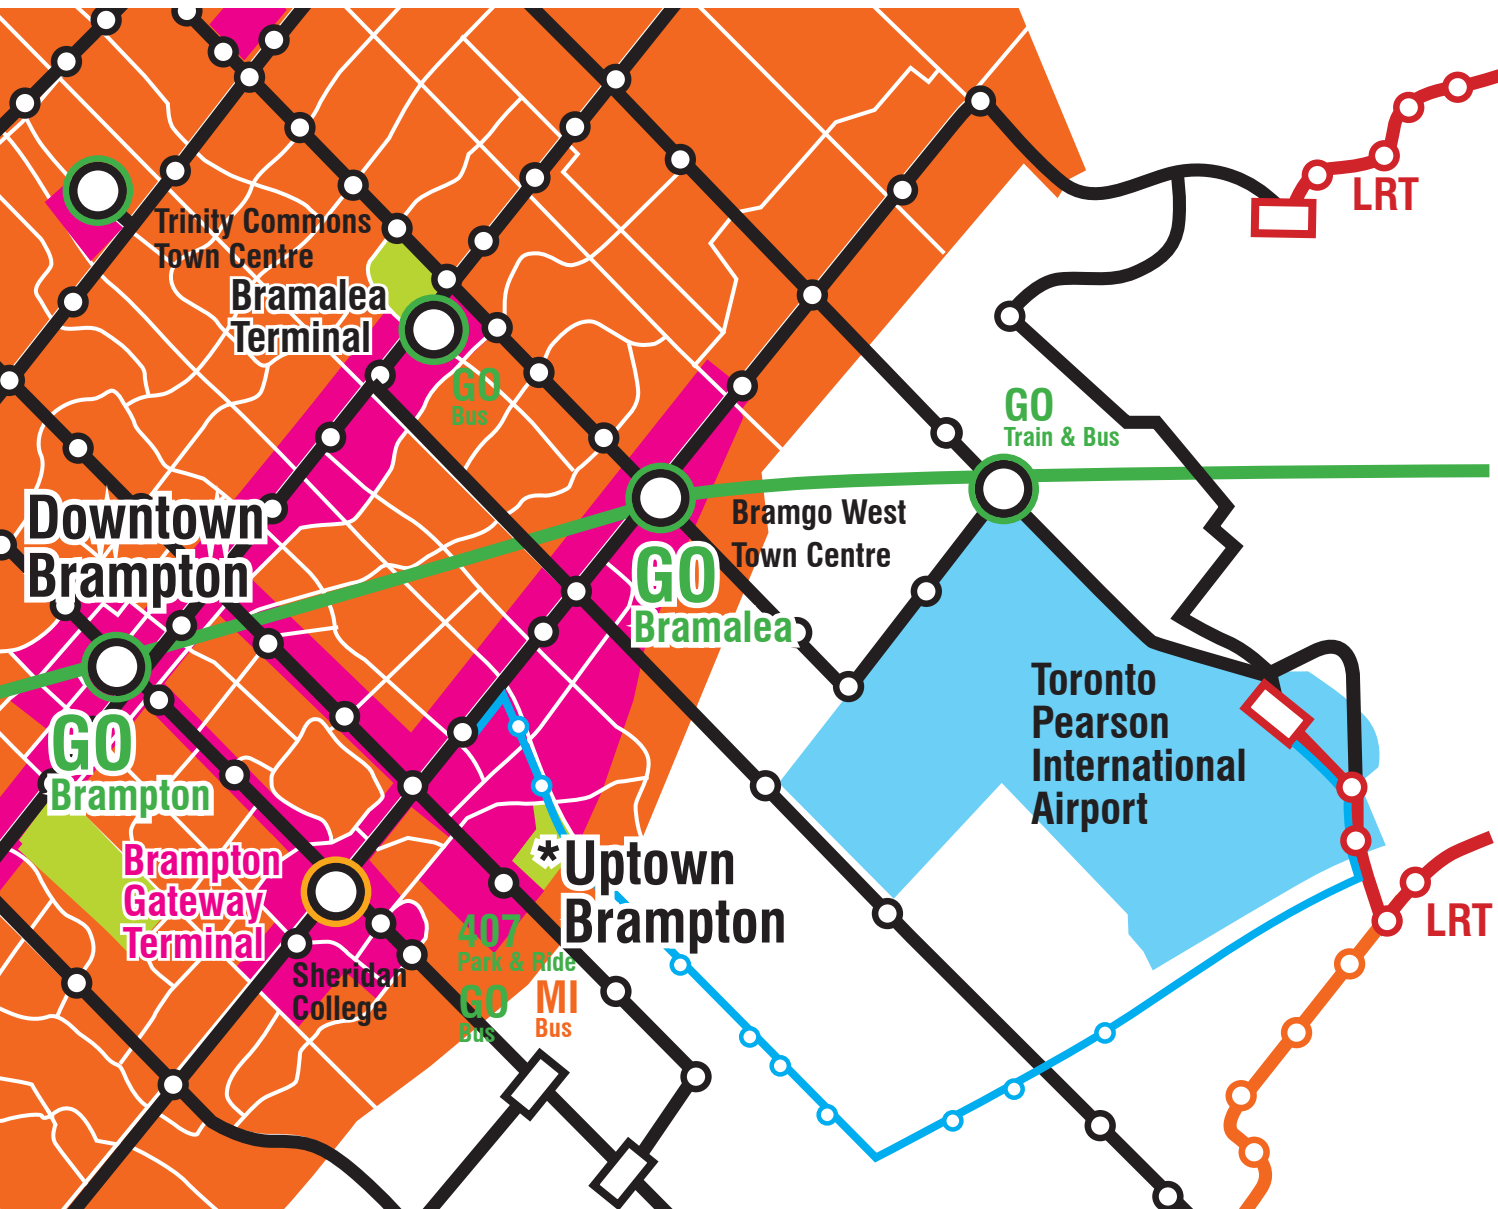 LRT
Trinity Commons
Town Centre
Bramalea
Terminal
GO
Bus
GO
Train & Bus
Downtown
Brampton
Bramgo West
Town Centre
GO
Bramalea
Toronto
Pearson
International
Airport
GO
Brampton
Brampton
Gateway
Terminal
*Uptown
Brampton
LRT
407
Park & Ride
Sheridan
College
GO
Bus
MI
Bus